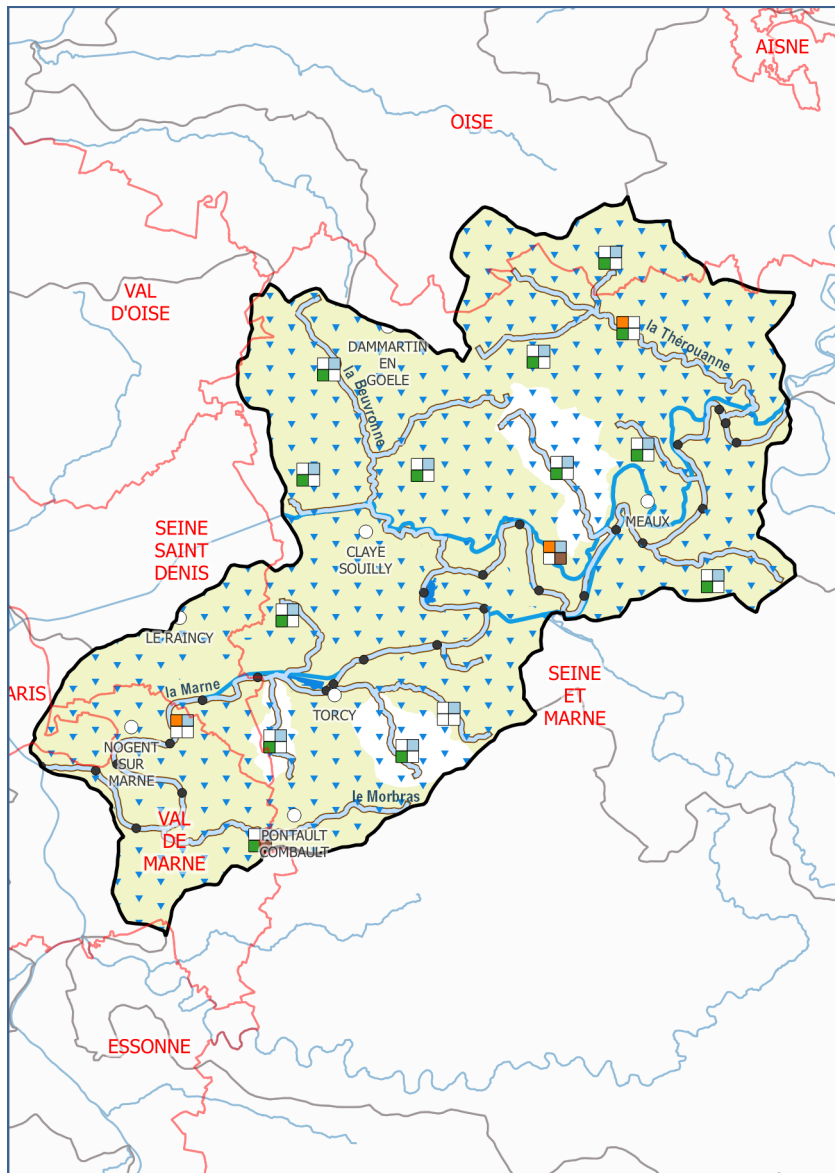 AISNE
OISE
VAL
D'OISE
la Thérouanne
DAMMARTIN
EN
GOELE
la Beuvronne
MEAUX
SEINE
SAINT
DENIS
CLAYE
SOUILLY
LE RAINCY
SEINE
ET
MARNE
ARIS
la Marne
TORCY
NOGENT
SUR
MARNE
le Morbras
VAL
DE
MARNE
PONTAULT
COMBAULT
ESSONNE